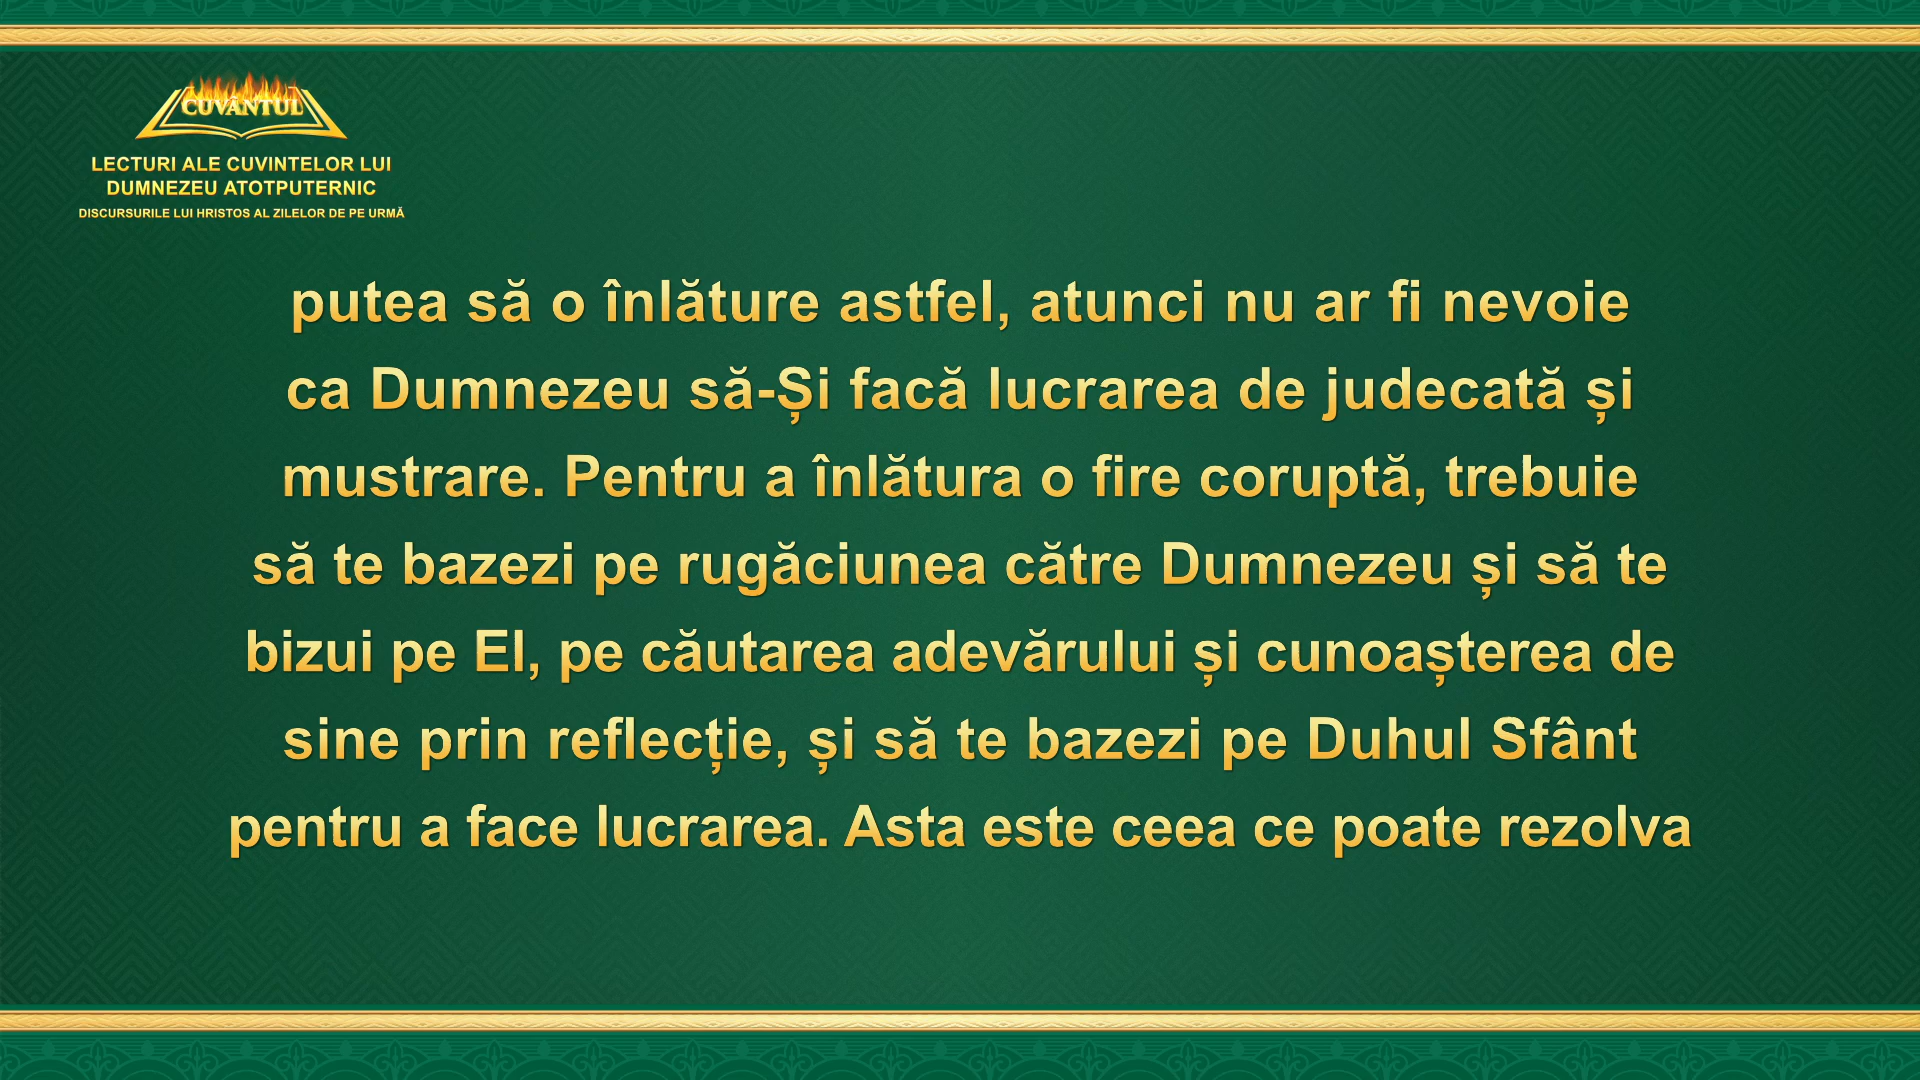 CUVÂNTUL
LECTURI ALE CUVINTELOR LUI
DUMNEZEU ATOTPUTERNIC
DISCURSURILE LUI HRISTOS AL ZILELOR DE PE URMĂ
putea să o înlăture astfel, atunci nu ar fi nevoie
ca Dumnezeu să-Și facă lucrarea de judecată și
mustrare. Pentru a înlătura o fire coruptă, trebuie
să te bazezi pe rugăciunea către Dumnezeu și să te
bizui pe El, pe căutarea adevărului și cunoașterea de
sine prin reflecție, și să te bazezi pe Duhul Sfânt
pentru a face lucrarea. Asta este ceea ce poate rezolva